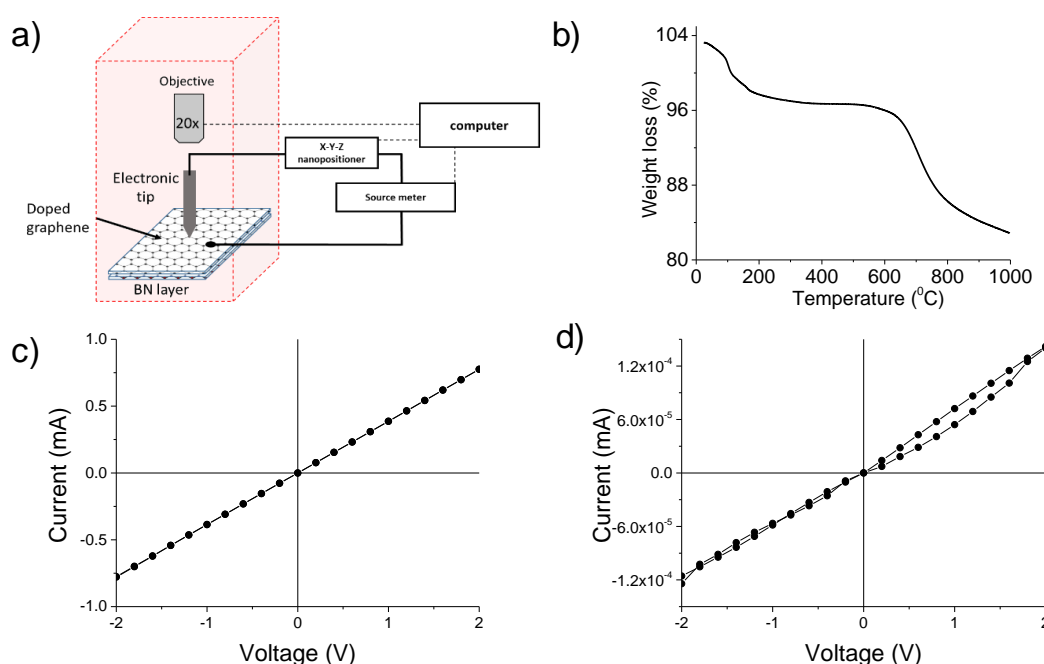 a)
Objective
20x
computer
X-Y-Z
nanopositioner
Electronic
tip
Source meter
Doped
graphene
BN layer
b)
Weight loss (%)
104
96
88
80
0
200
400
600
800
1000
Temperature (⁰C)
c)
Current (mA)
1.0
0.5
0.0
-0.5
-1.0
-2
-1
0
1
2
Voltage (V)
d)
Current (mA)
1.2x10⁻⁴
6.0x10⁻⁵
0.0
-6.0x10⁻⁵
-1.2x10⁻⁴
-2
-1
0
1
2
Voltage (V)